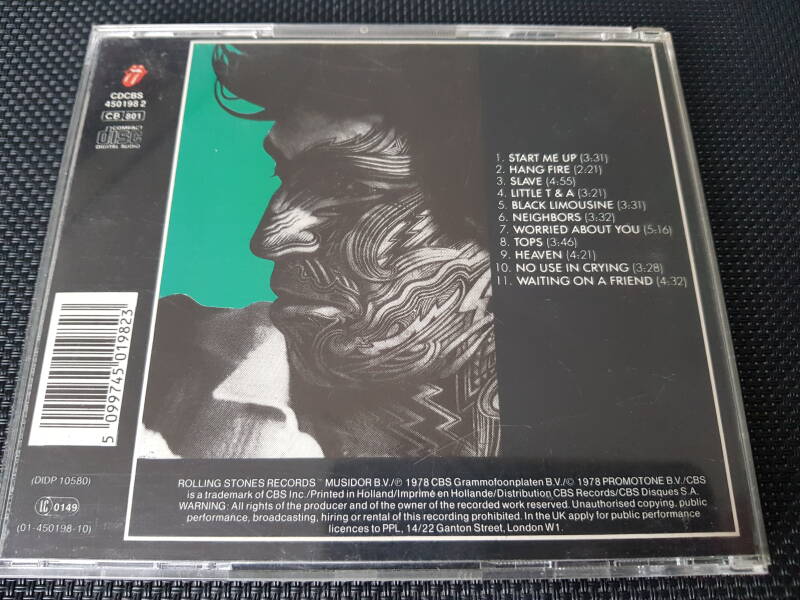 CDCBS
450198 2
CB 801
COMPACT
disc
DIGITAL AUDIO
1. START ME UP (3:31)
2. HANG FIRE (2:21)
3. SLAVE (4:55)
4. LITTLE T & A (3:21)
5. BLACK LIMOUSINE (3:31)
6. NEIGHBORS (3:32)
7. WORRIED ABOUT YOU (5:16)
8. TOPS (3:46)
9. HEAVEN (4:21)
10. NO USE IN CRYING (3:28)
11. WAITING ON A FRIEND (4:32)
5 099745 019823
(DIDP 10580)
LC 0149
(01-450198-10)
ROLLING STONES RECORDS™ MUSIDOR B.V./℗ 1978 CBS Grammofoonplaten B.V./© 1978 PROMOTONE B.V./CBS
is a trademark of CBS Inc./Printed in Holland/Imprimé en Hollande/Distribution CBS Records/CBS Disques S.A.
WARNING: All rights of the producer and of the owner of the recorded work reserved. Unauthorised copying, public
performance, broadcasting, hiring or rental of this recording prohibited. In the UK apply for public performance
licences to PPL, 14/22 Ganton Street, London W1.